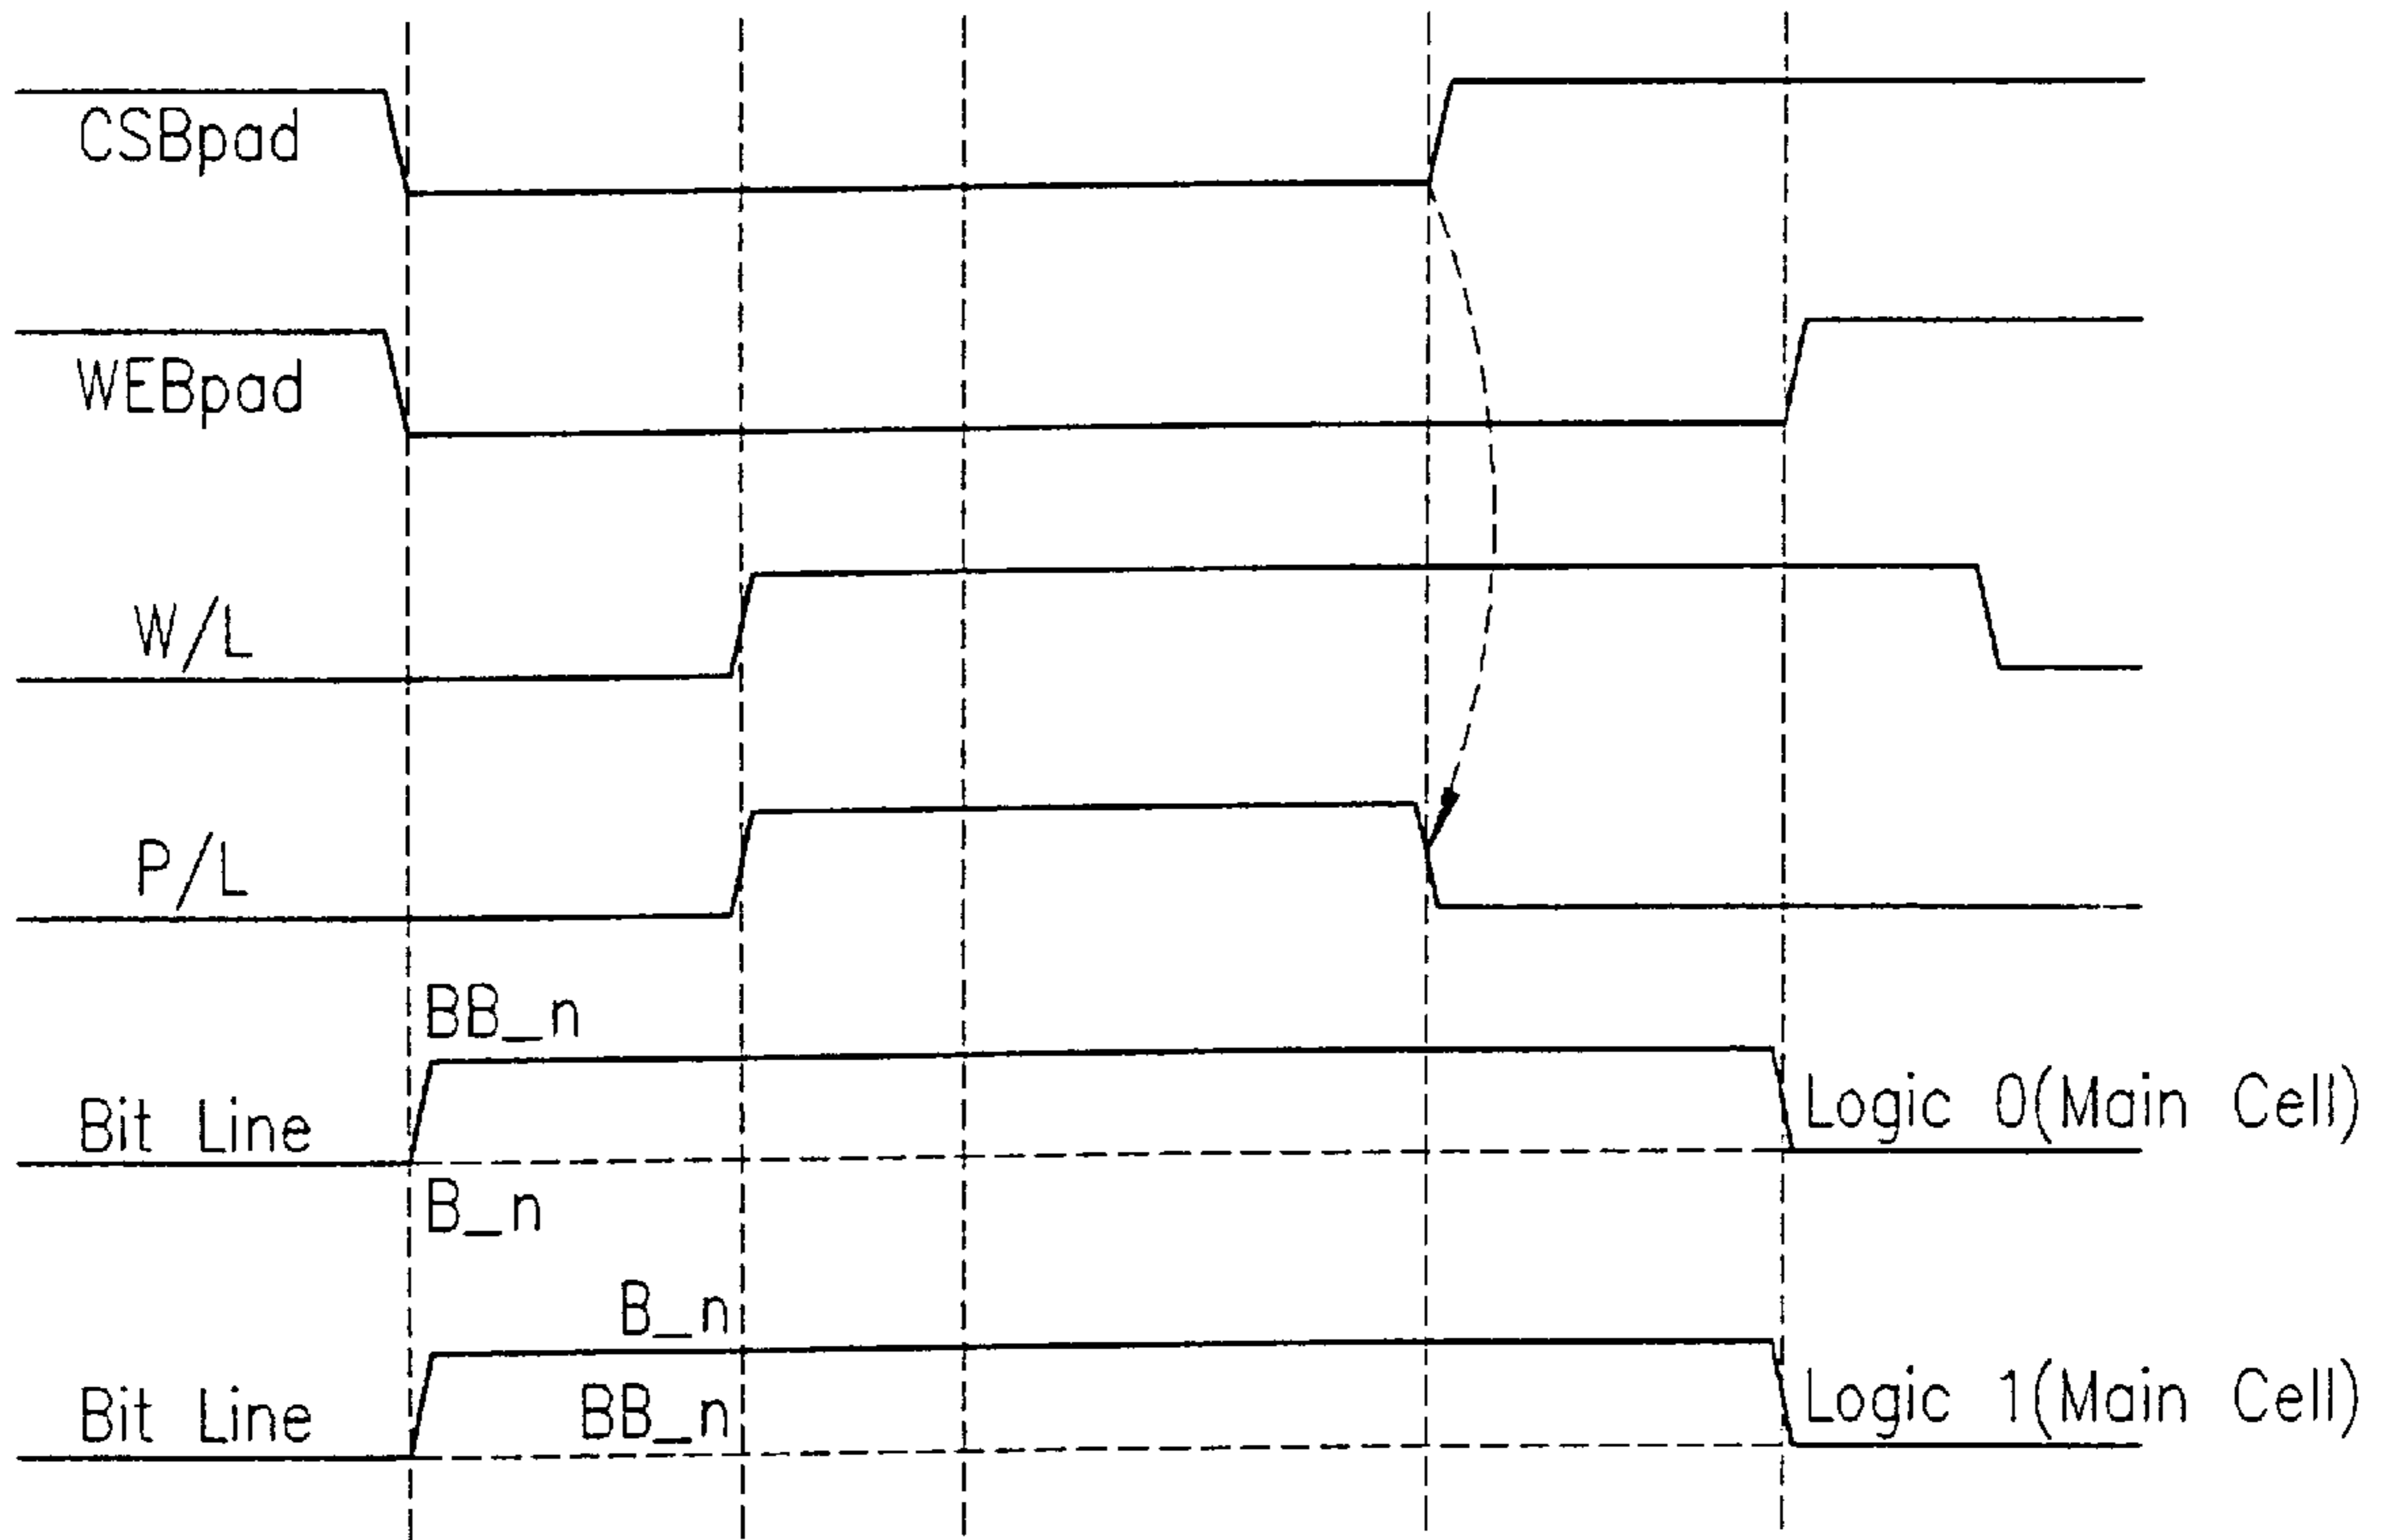 CSBpad
WEBpad
W/L
P/L
BB_n
Bit Line
Logic 0(Main Cell)
B_n
B_n
Bit Line
BB_n
Logic 1(Main Cell)